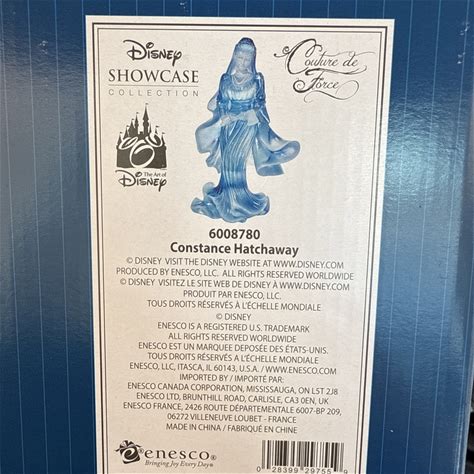 Disney
SHOWCASE
COLLECTION
Couture de
Force
The Art of
Disney
6008780
Constance Hatchaway
© DISNEY VISIT THE DISNEY WEBSITE AT WWW.DISNEY.COM
PRODUCED BY ENESCO, LLC. ALL RIGHTS RESERVED WORLDWIDE
© DISNEY VISITEZ LE SITE WEB DE DISNEY À WWW.DISNEY.COM
PRODUIT PAR ENESCO, LLC.
TOUS DROITS RÉSERVÉS À L'ÉCHELLE MONDIALE
© DISNEY
ENESCO IS A REGISTERED U.S. TRADEMARK
ALL RIGHTS RESERVED WORLDWIDE
ENESCO EST UN MARQUE DEPOSÉE DES ÉTATS-UNIS.
TOUS DROITS RÉSERVÉS A L'ÉCHELLE MONDIALE
ENESCO, LLC, ITASCA, IL 60143, U.S.A. / WWW.ENESCO.COM
IMPORTED BY / IMPORTÉ PAR:
ENESCO CANADA CORPORATION, MISSISSAUGA, ON L5T 2J8
ENESCO LTD, BRUNTHILL ROAD, CARLISLE, CA3 0EN, UK
ENESCO FRANCE, 2426 ROUTE DÉPARTEMENTALE 6007-BP 209,
06272 VILLENEUVE LOUBET - FRANCE
MADE IN CHINA / FABRIQUÉ EN CHINE
enesco
Bringing Joy Every Day
0 28399 29755 9